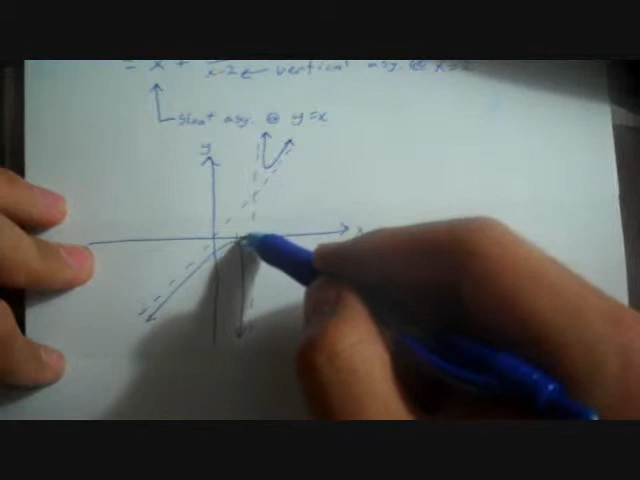 = x + x-2 ← vertical asy. @ x=2
slant asy. @ y=x
y
x